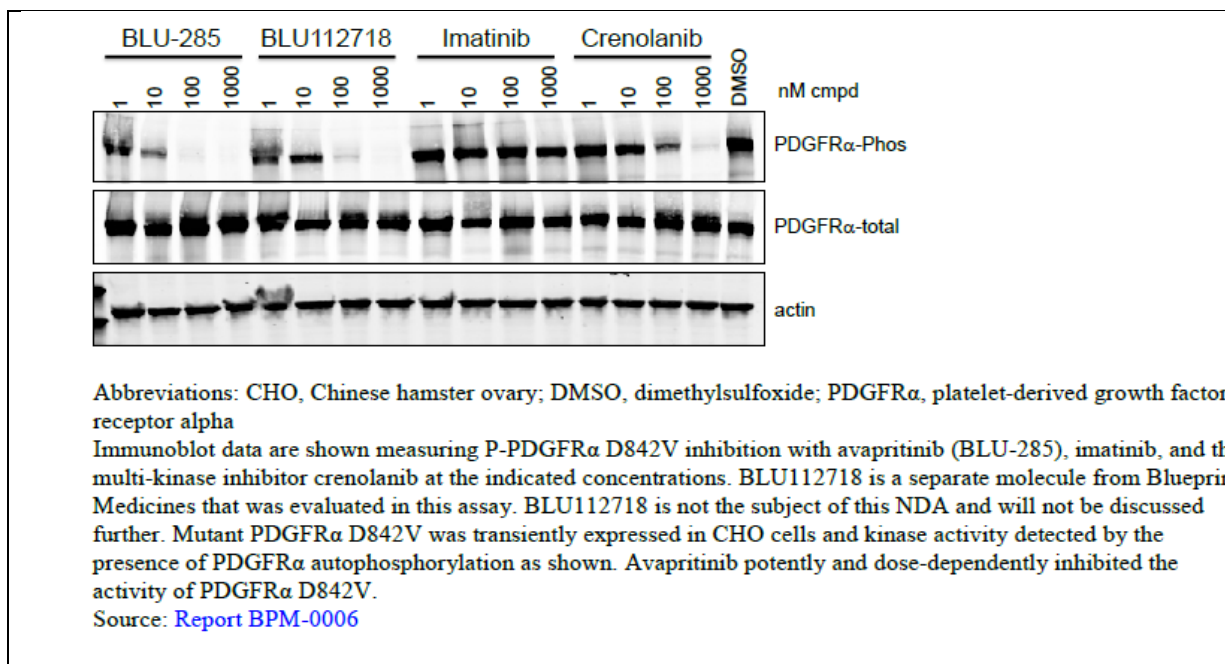 BLU-285 BLU112718 Imatinib Crenolanib
1 10 100 1000 1 10 100 1000 1 10 100 1000 1 10 100 1000 DMSO nM cmpd
PDGFRα-Phos
PDGFRα-total
actin
Abbreviations: CHO, Chinese hamster ovary; DMSO, dimethylsulfoxide; PDGFRα, platelet-derived growth factor
receptor alpha
Immunoblot data are shown measuring P-PDGFRα D842V inhibition with avapritinib (BLU-285), imatinib, and th
multi-kinase inhibitor crenolanib at the indicated concentrations. BLU112718 is a separate molecule from Blueprin
Medicines that was evaluated in this assay. BLU112718 is not the subject of this NDA and will not be discussed
further. Mutant PDGFRα D842V was transiently expressed in CHO cells and kinase activity detected by the
presence of PDGFRα autophosphorylation as shown. Avapritinib potently and dose-dependently inhibited the
activity of PDGFRα D842V.
Source: Report BPM-0006